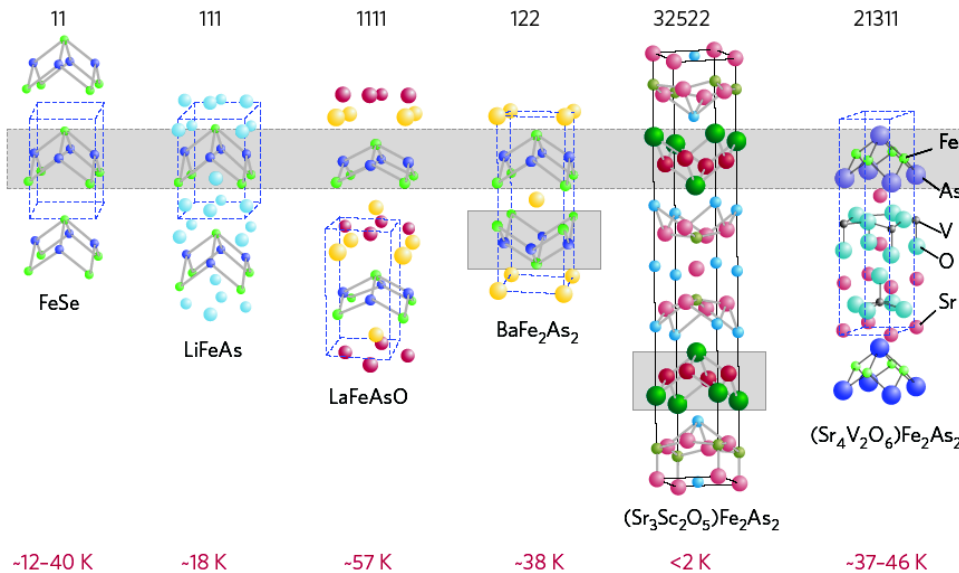 11 111 1111 122 32522 21311
Fe
As
V
O
Sr
FeSe
LiFeAs
LaFeAsO
BaFe₂As₂
(Sr₃Sc₂O₅)Fe₂As₂
(Sr₄V₂O₆)Fe₂As₂
~12–40 K ~18 K ~57 K ~38 K <2 K ~37–46 K